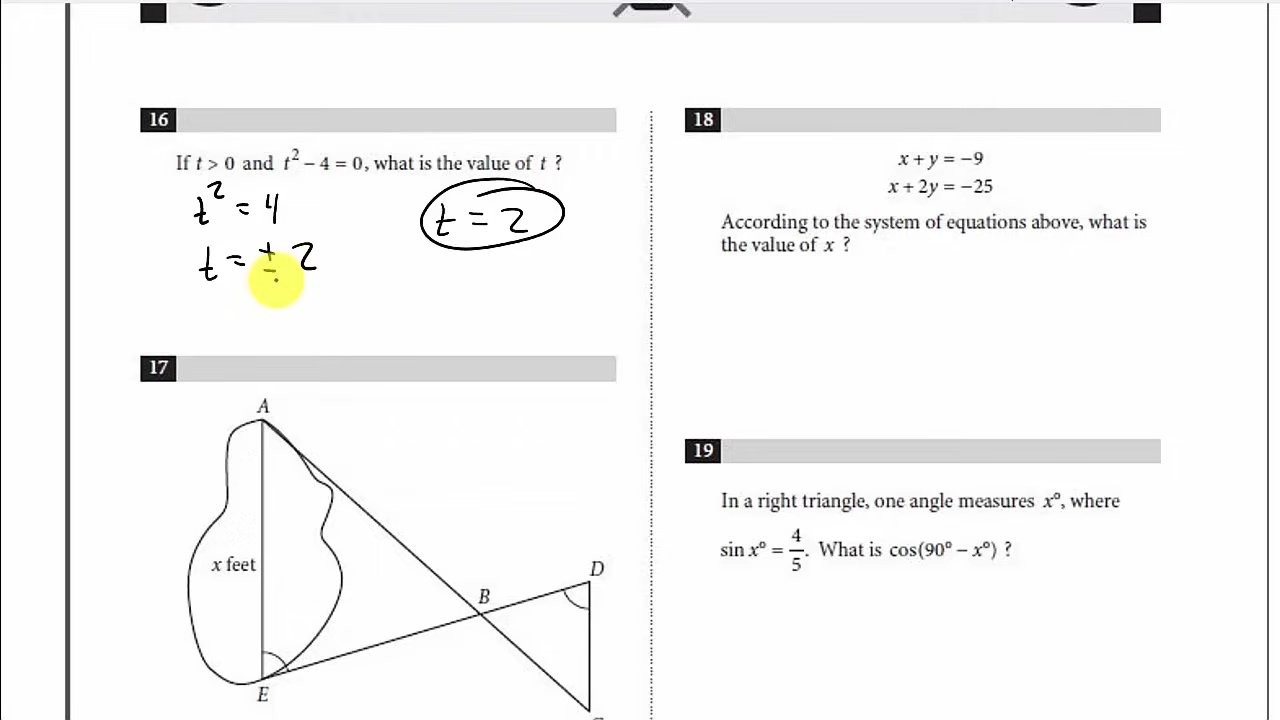 16
If t > 0 and t² – 4 = 0, what is the value of t ?
t² = 4
t = 2
t = ± 2
17
A
x feet
B
D
E
18
x + y = –9
x + 2y = –25
According to the system of equations above, what is
the value of x ?
19
In a right triangle, one angle measures x°, where
sin x° = 4/5. What is cos(90° – x°) ?